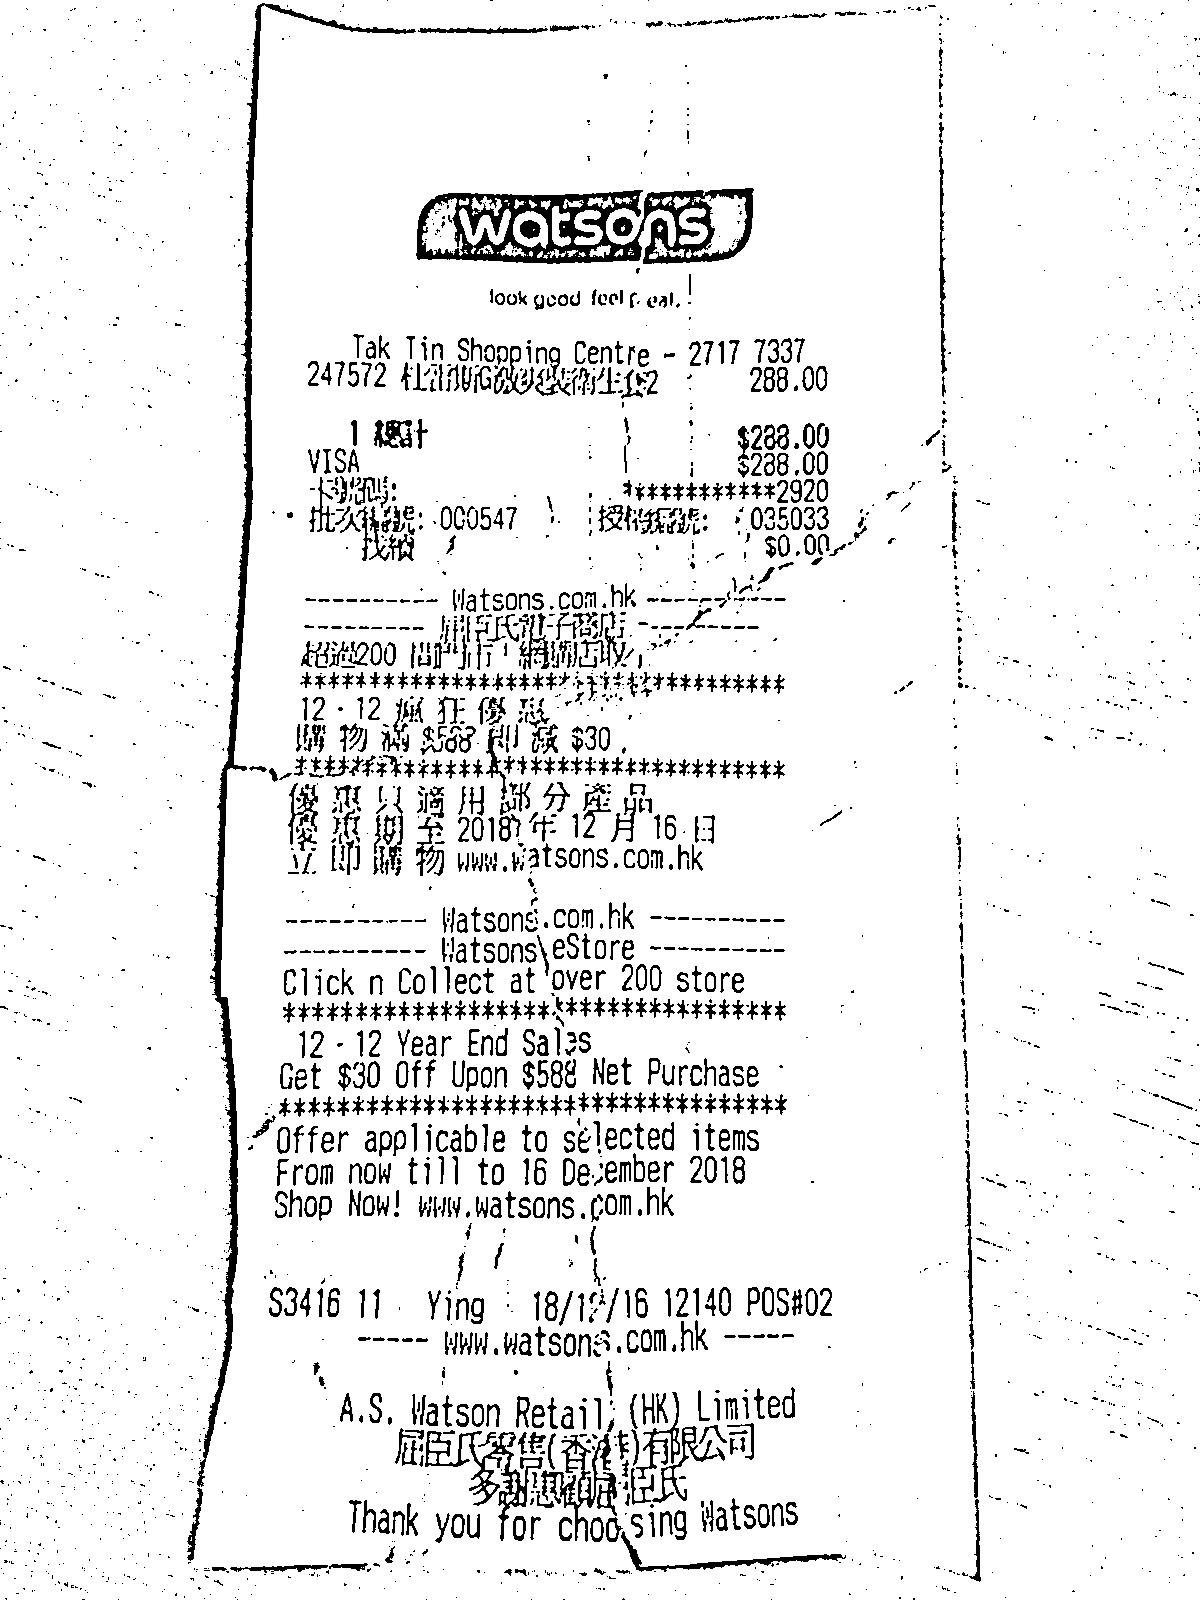 watsons
look good feel
Tak Tin Shopping Centre - 2717 7337
247572 288.00
1 總計 $288.00
VISA $288.00
卡號碼: ************2920
批次編號: 000547 授權編號: 035033
找續 $0.00
---------- Watsons.com.hk ----------
--------- 屈臣氏電子商店 ---------
超過200 間門市，網購店取
***********************************
12 - 12 瘋狂優惠
購物滿 $588 即減 $30
***********************************
優惠只適用部分產品
優惠期至 2018 年 12 月 16 日
立即購物 www.watsons.com.hk
---------- Watsons.com.hk ----------
---------- Watsons eStore ----------
Click n Collect at over 200 store
***********************************
12 - 12 Year End Sales
Get $30 Off Upon $588 Net Purchase
***********************************
Offer applicable to selected items
From now till to 16 December 2018
Shop Now! www.watsons.com.hk
S3416 11 Ying 18/12/16 12140 POS#02
----- www.watsons.com.hk -----
A.S. Watson Retail (HK) Limited
屈臣氏零售(香港)有限公司
多謝惠顧屈臣氏
Thank you for choosing Watsons